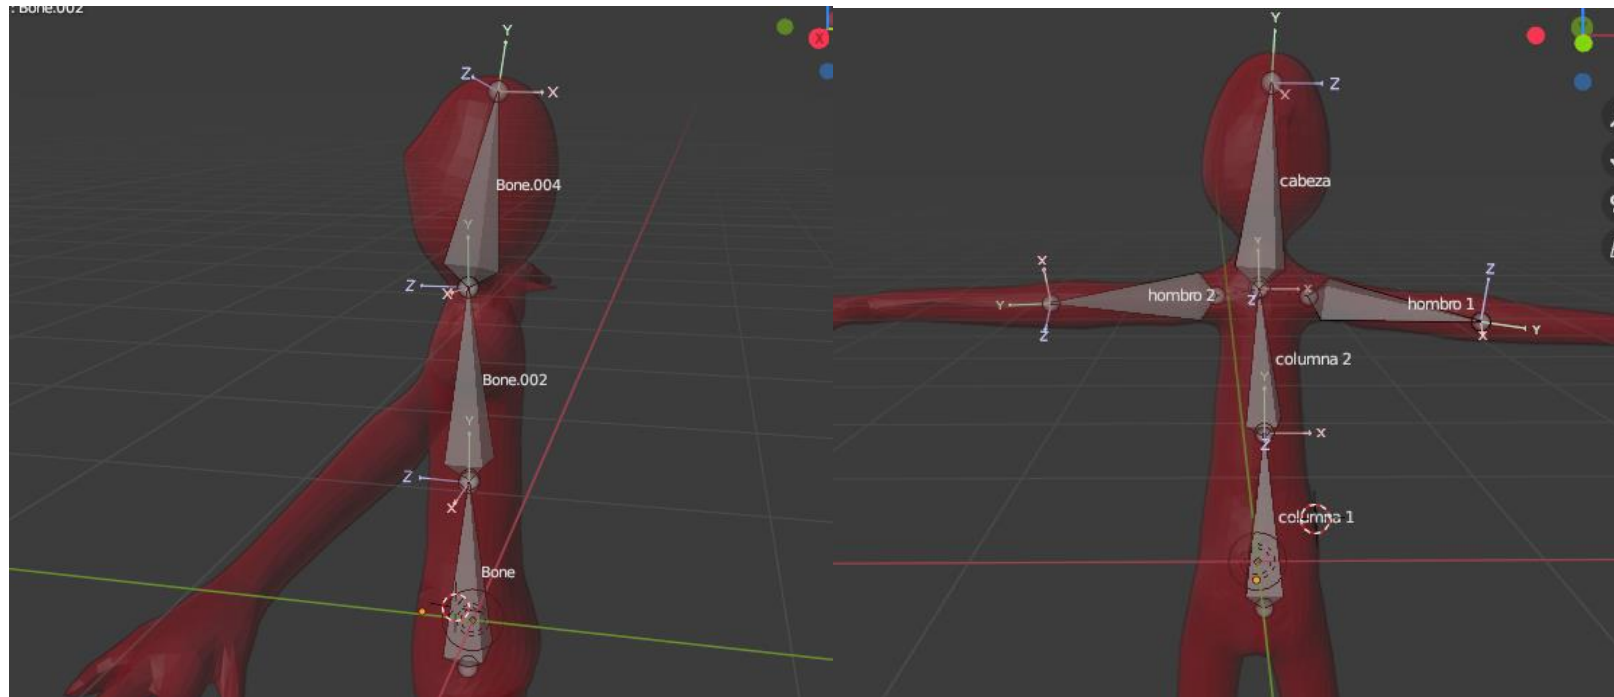 : Bone.002
Y
X
Z
X
Bone.004
Y
Z
X
Bone.002
Y
Z
X
Bone
Y
Z
X
cabeza
X
Y
Z
hombro 2
Y
X
Z
hombro 1
Z
Y
X
columna 2
Y
X
Z
columna 1